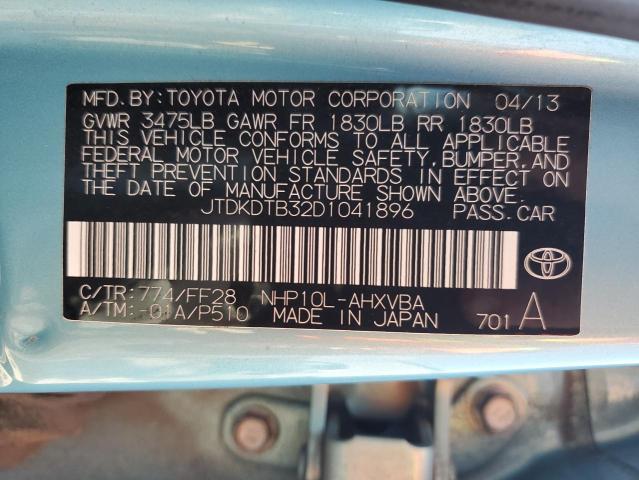 MFD. BY: TOYOTA MOTOR CORPORATION 04/13
GVWR 3475LB GAWR FR 1830LB RR 1830LB
THIS VEHICLE CONFORMS TO ALL APPLICABLE
FEDERAL MOTOR VEHICLE SAFETY, BUMPER, AND
THEFT PREVENTION STANDARDS IN EFFECT ON
THE DATE OF MANUFACTURE SHOWN ABOVE.
JTDKDTB32D1041896 PASS. CAR
C/TR: 774/FF28 NHP10L-AHXVBA
A/TM: -01A/P510 MADE IN JAPAN 701 A